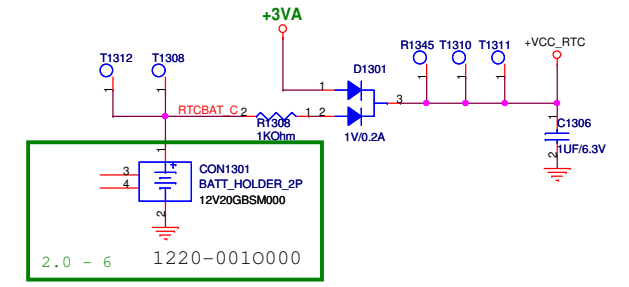 +3VA
T1312 T1308
R1345 T1310 T1311 +VCC_RTC
D1301
1 1 1 1 1
1
3
RTCBAT_C 2 1 2
R1308
1KOhm
1V/0.2A
1
C1306
2
1UF/6.3V
1
+
3
4
CON1301
BATT_HOLDER_2P
12V20GBSM000
2
2.0 - 6 1220-001O000